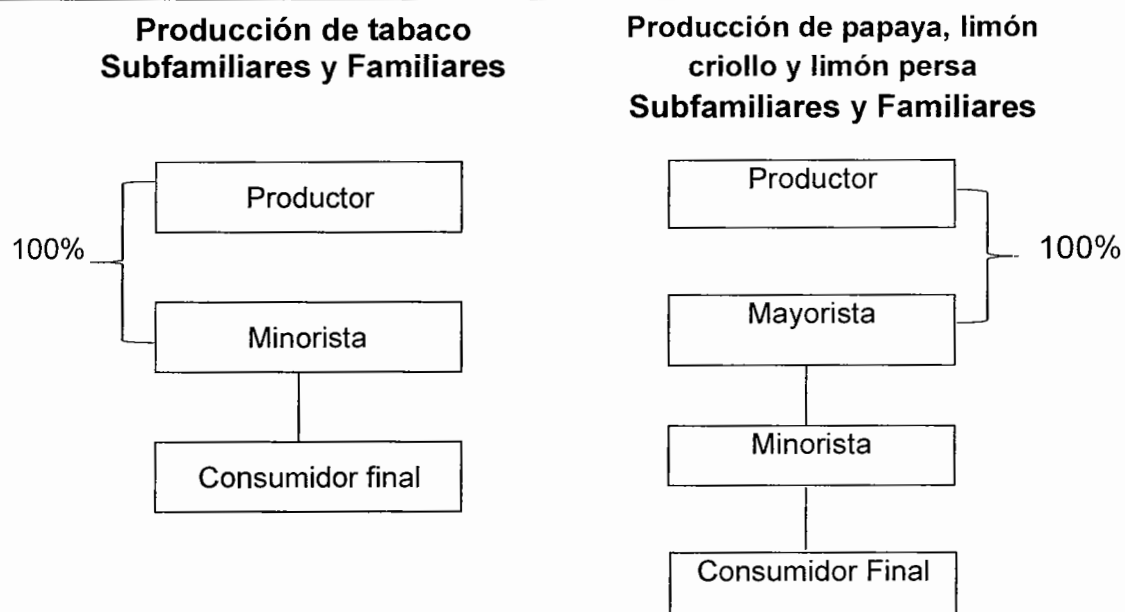 Producción de tabaco
Subfamiliares y Familiares
100%
Productor
Minorista
Consumidor final
Producción de papaya, limón
criollo y limón persa
Subfamiliares y Familiares
Productor
100%
Mayorista
Minorista
Consumidor Final